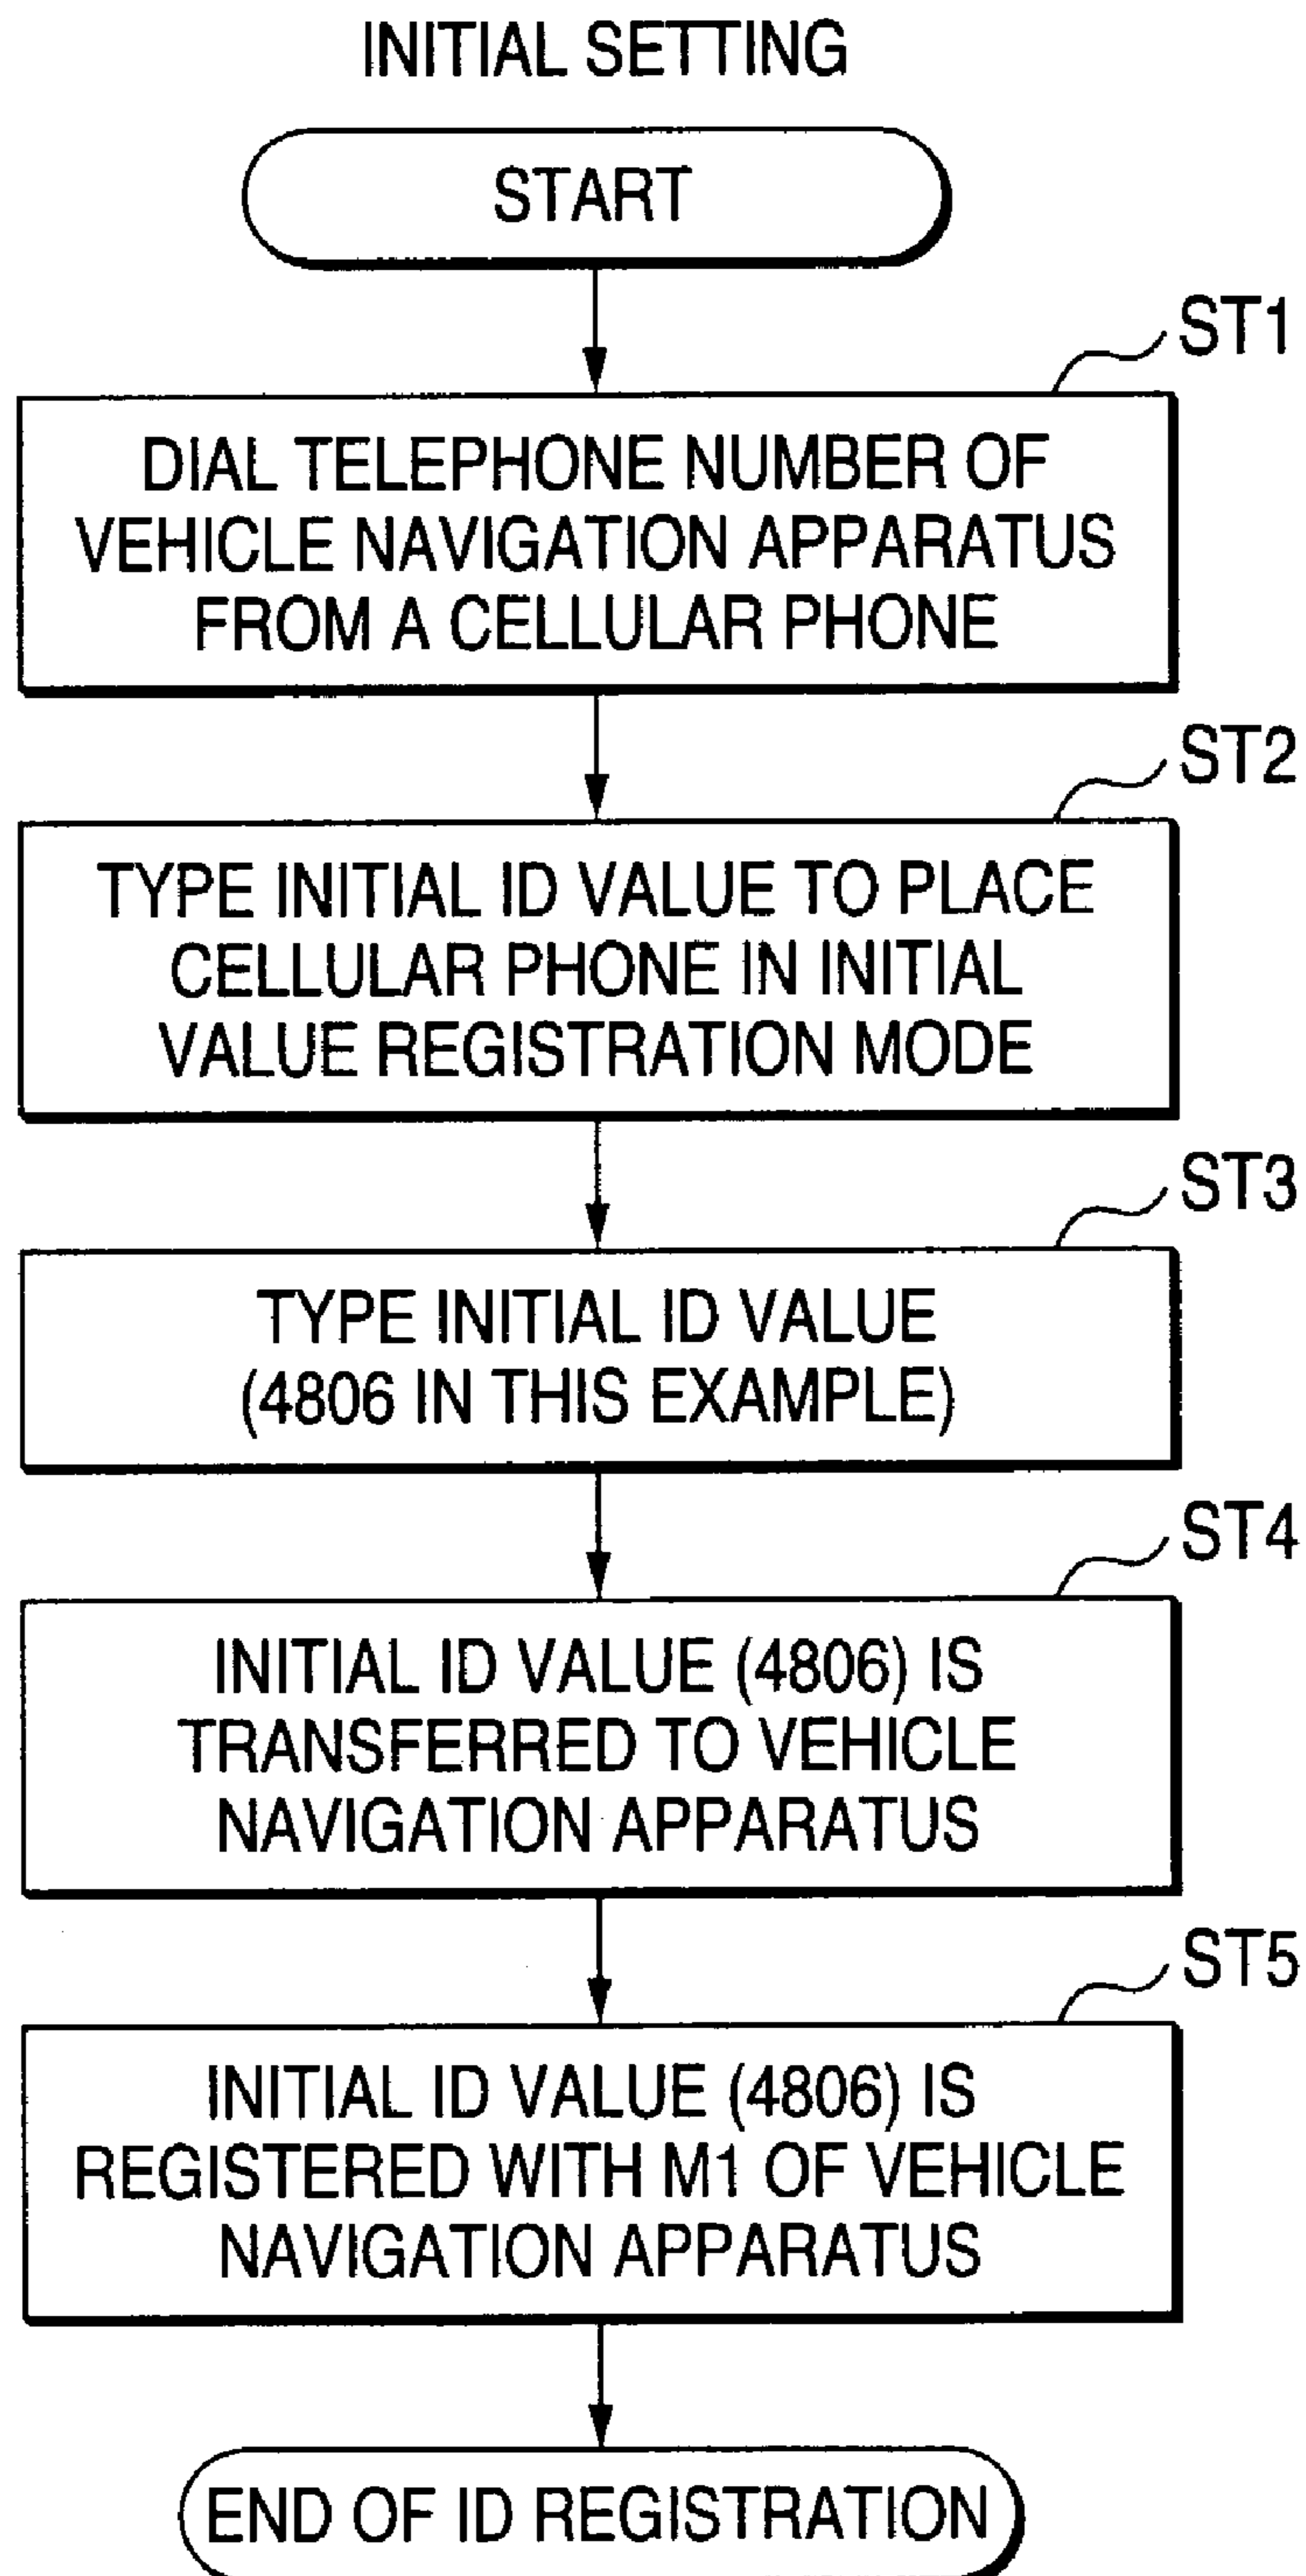 INITIAL SETTING
START
ST1
DIAL TELEPHONE NUMBER OF
VEHICLE NAVIGATION APPARATUS
FROM A CELLULAR PHONE
ST2
TYPE INITIAL ID VALUE TO PLACE
CELLULAR PHONE IN INITIAL
VALUE REGISTRATION MODE
ST3
TYPE INITIAL ID VALUE
(4806 IN THIS EXAMPLE)
ST4
INITIAL ID VALUE (4806) IS
TRANSFERRED TO VEHICLE
NAVIGATION APPARATUS
ST5
INITIAL ID VALUE (4806) IS
REGISTERED WITH M1 OF VEHICLE
NAVIGATION APPARATUS
END OF ID REGISTRATION